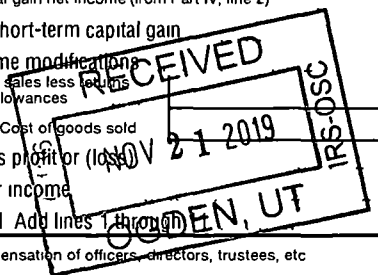 al gain net income (from Part IV, line 2)
hort-term capital gain
me modifications
sales less returns
lowances
Cost of goods sold
s profit or (loss)
r income
l Add lines 1 through
ensation of officers, directors, trustees, etc
RECEIVED
NOV 21 2019
IRS-OSC
OGDEN, UT